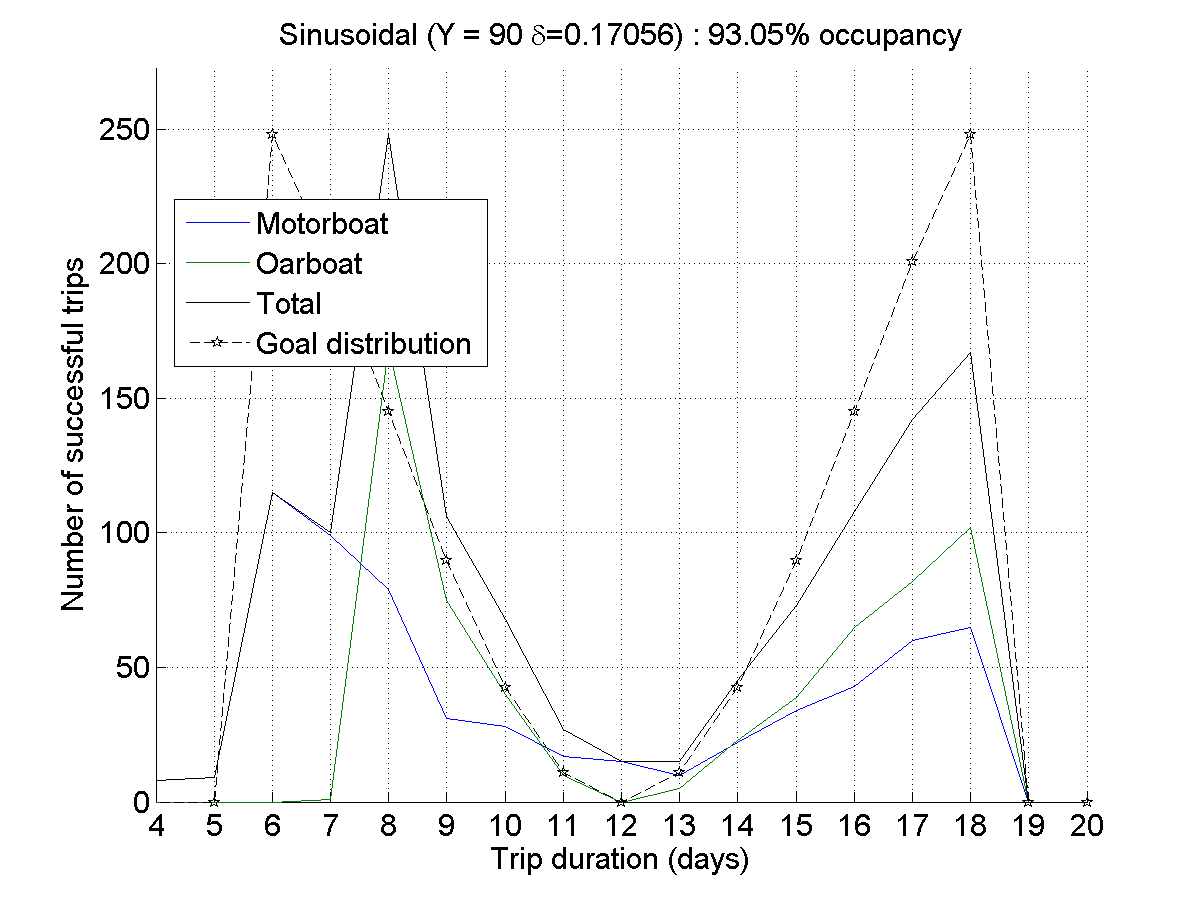 Sinusoidal (Y = 90 δ=0.17056) : 93.05% occupancy
250
200
150
100
50
0
Number of successful trips
Motorboat
Oarboat
Total
Goal distribution
4 5 6 7 8 9 10 11 12 13 14 15 16 17 18 19 20
Trip duration (days)